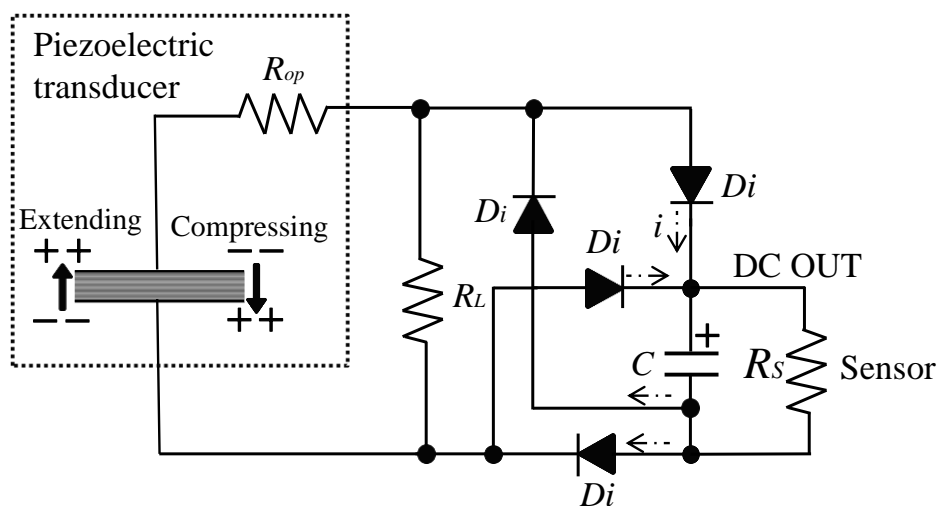 Piezoelectric
transducer
Rop
Extending
+ +
− −
Compressing
− −
+ +
RL
Di
Di
Di
i
DC OUT
+
C
RS
Sensor
Di